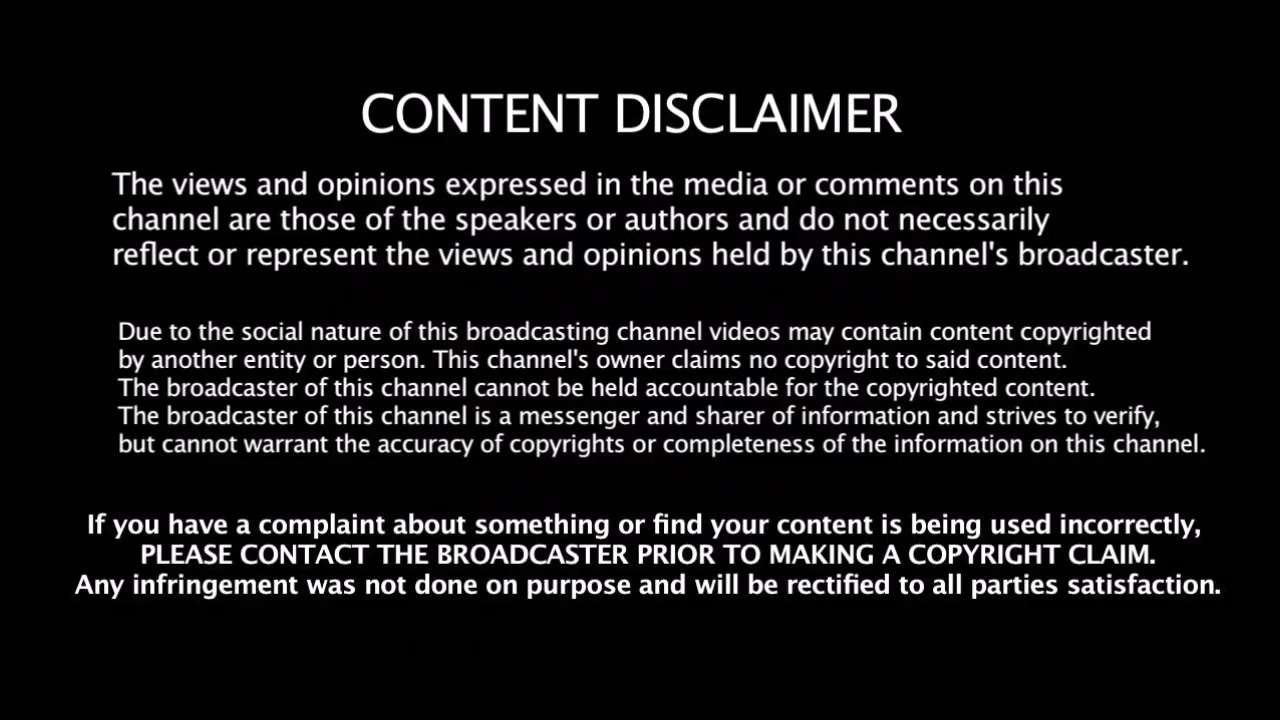 CONTENT DISCLAIMER
The views and opinions expressed in the media or comments on this
channel are those of the speakers or authors and do not necessarily
reflect or represent the views and opinions held by this channel's broadcaster.
Due to the social nature of this broadcasting channel videos may contain content copyrighted
by another entity or person. This channel's owner claims no copyright to said content.
The broadcaster of this channel cannot be held accountable for the copyrighted content.
The broadcaster of this channel is a messenger and sharer of information and strives to verify,
but cannot warrant the accuracy of copyrights or completeness of the information on this channel.
If you have a complaint about something or find your content is being used incorrectly,
PLEASE CONTACT THE BROADCASTER PRIOR TO MAKING A COPYRIGHT CLAIM.
Any infringement was not done on purpose and will be rectified to all parties satisfaction.